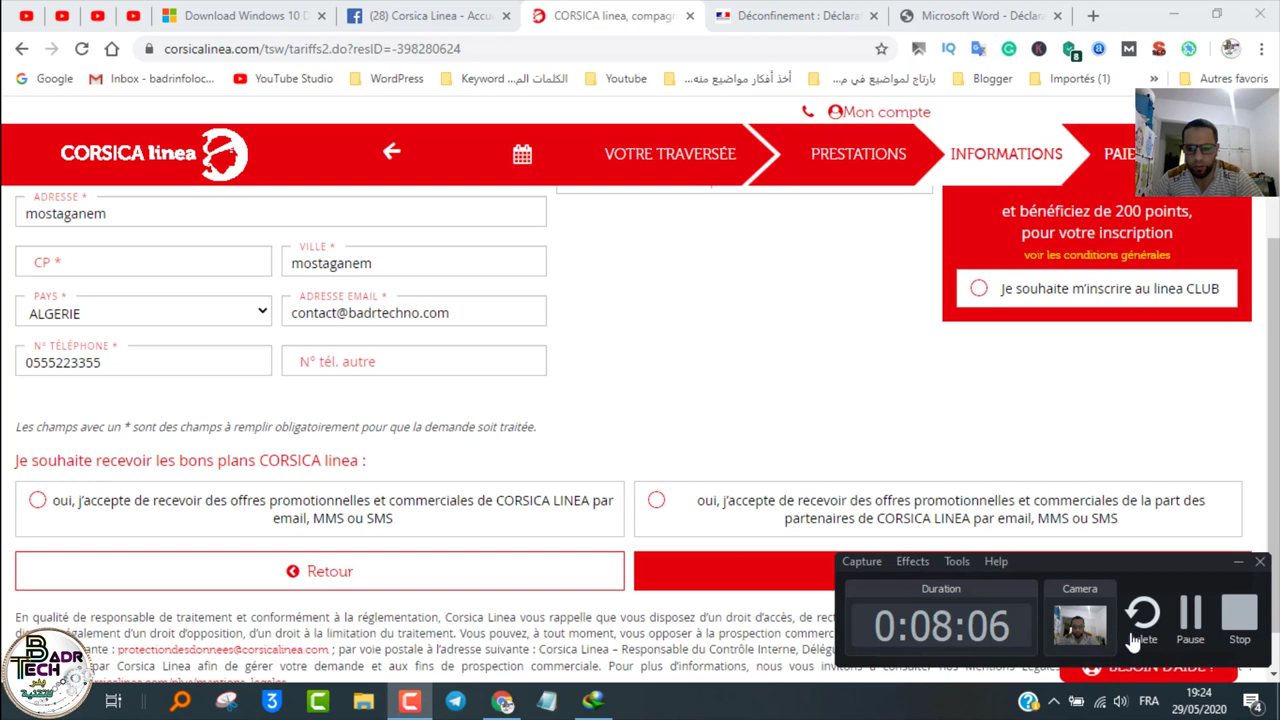 Download Windows 10 D
(28) Corsica Linea - Accue
CORSICA linea, compagn
Déconfinement : Déclara
Microsoft Word - Déclare
corsicalinea.com/tsw/tariffs2.do?resID=-398280624
Google
Inbox - badrinfoloc...
YouTube Studio
WordPress
Keyword الكلمات الم...
Youtube
أخذ أفكار مواضيع منه...
بارتاج لمواضيع في م...
Blogger
Importés (1)
Autres favoris
Mon compte
CORSICA linea
VOTRE TRAVERSÉE
PRESTATIONS
INFORMATIONS
PAIE
ADRESSE *
mostaganem
CP *
VILLE *
mostaganem
PAYS *
ALGERIE
ADRESSE EMAIL *
contact@badrtechno.com
N° TÉLÉPHONE *
0555223355
N° tél. autre
et bénéficiez de 200 points,
pour votre inscription
voir les conditions générales
Je souhaite m'inscrire au linea CLUB
Les champs avec un * sont des champs à remplir obligatoirement pour que la demande soit traitée.
Je souhaite recevoir les bons plans CORSICA linea :
oui, j'accepte de recevoir des offres promotionnelles et commerciales de CORSICA LINEA par
email, MMS ou SMS
oui, j'accepte de recevoir des offres promotionnelles et commerciales de la part des
partenaires de CORSICA LINEA par email, MMS ou SMS
Retour
En qualité de responsable de traitement et conformément à la réglementation, Corsica Linea vous rappelle que vous disposez d'un droit d'accès, de rectif
également d'un droit d'opposition, d'un droit à la limitation du traitement. Vous pouvez, à tout moment, vous opposer à la prospection commerc
: protectiondesdonnees@corsicalinea.com ; par voie postale à l'adresse suivante : Corsica Linea – Responsable du Contrôle Interne, Délégu
par Corsica Linea afin de gérer votre demande et aux fins de prospection commerciale. Pour plus d'informations, nous vous invitons à consulter nos Mentions
Capture
Effects
Tools
Help
Duration
0:08:06
Camera
Pause
Stop
BESOIN D'AIDE ?
BADR
TECH
FRA
19:24
29/05/2020
4